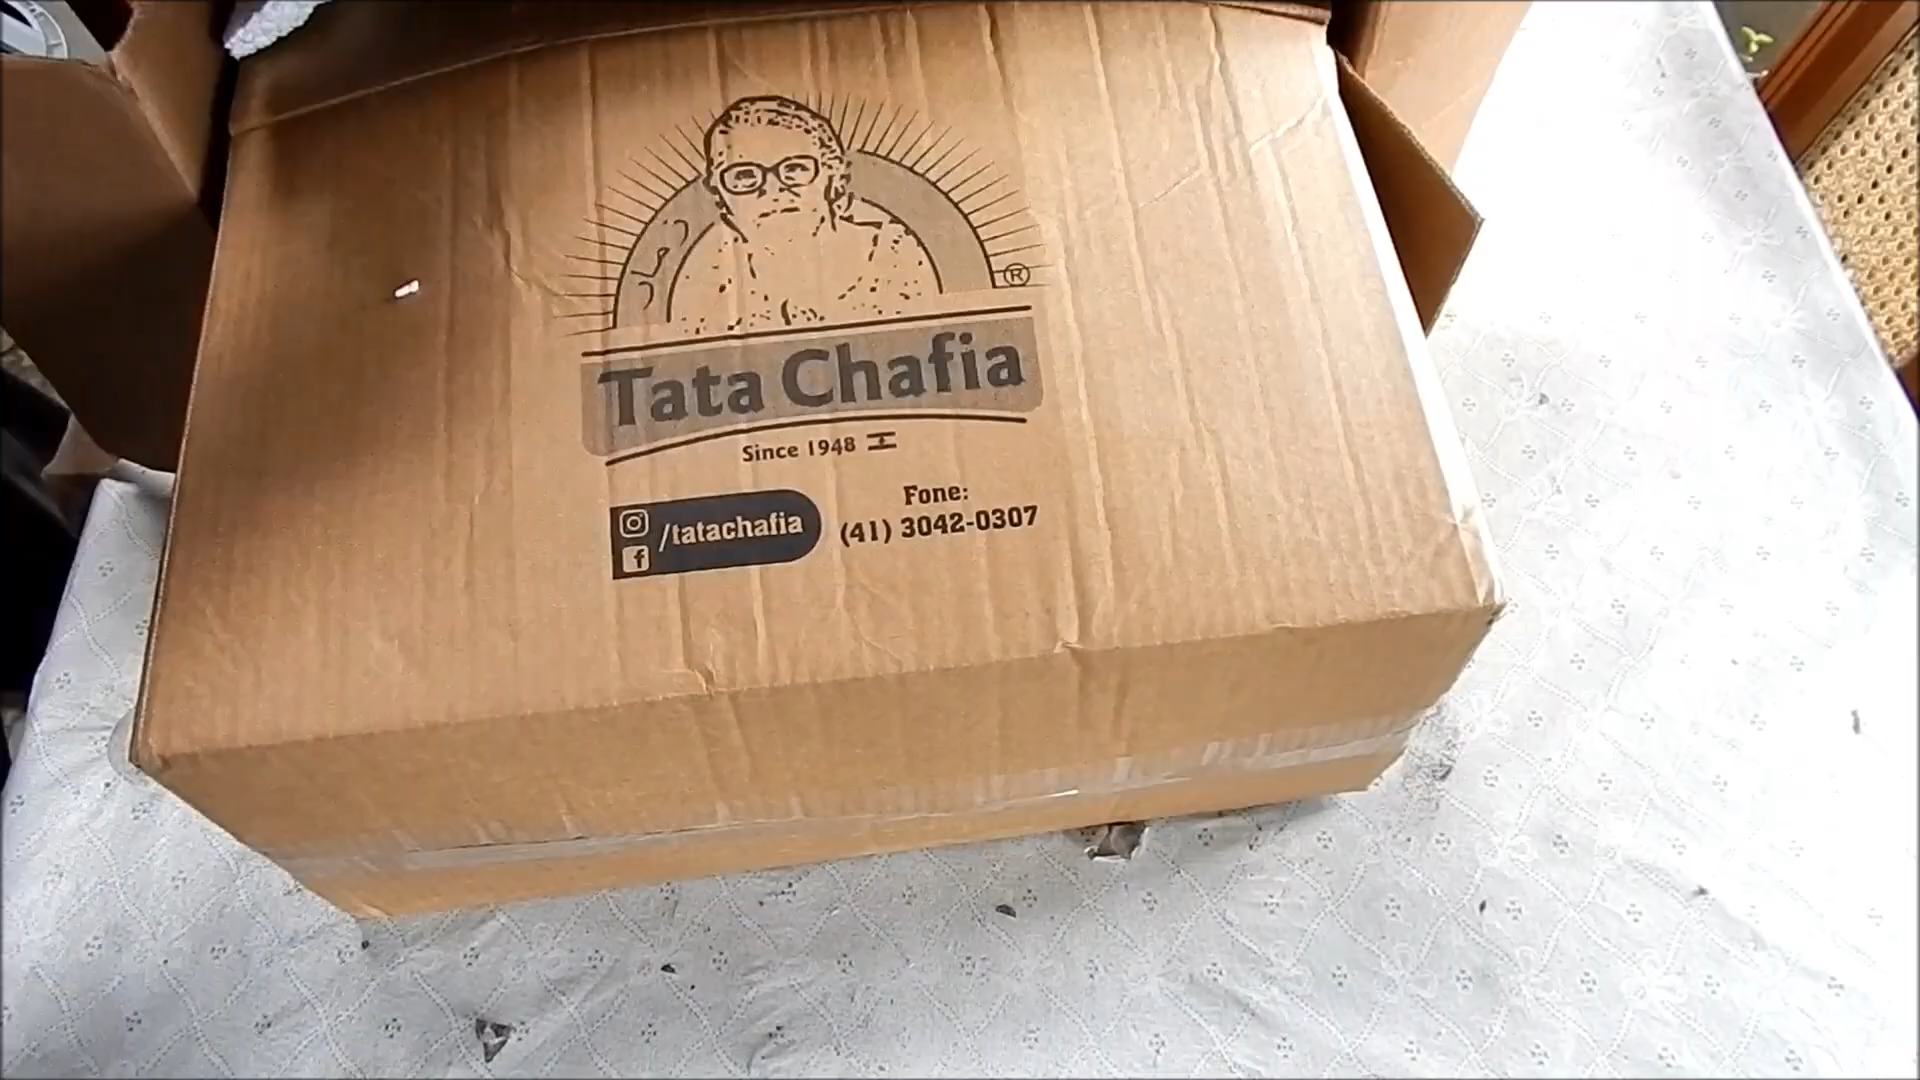 ®
Tata Chafia
Since 1948
/tatachafia
Fone:
(41) 3042-0307